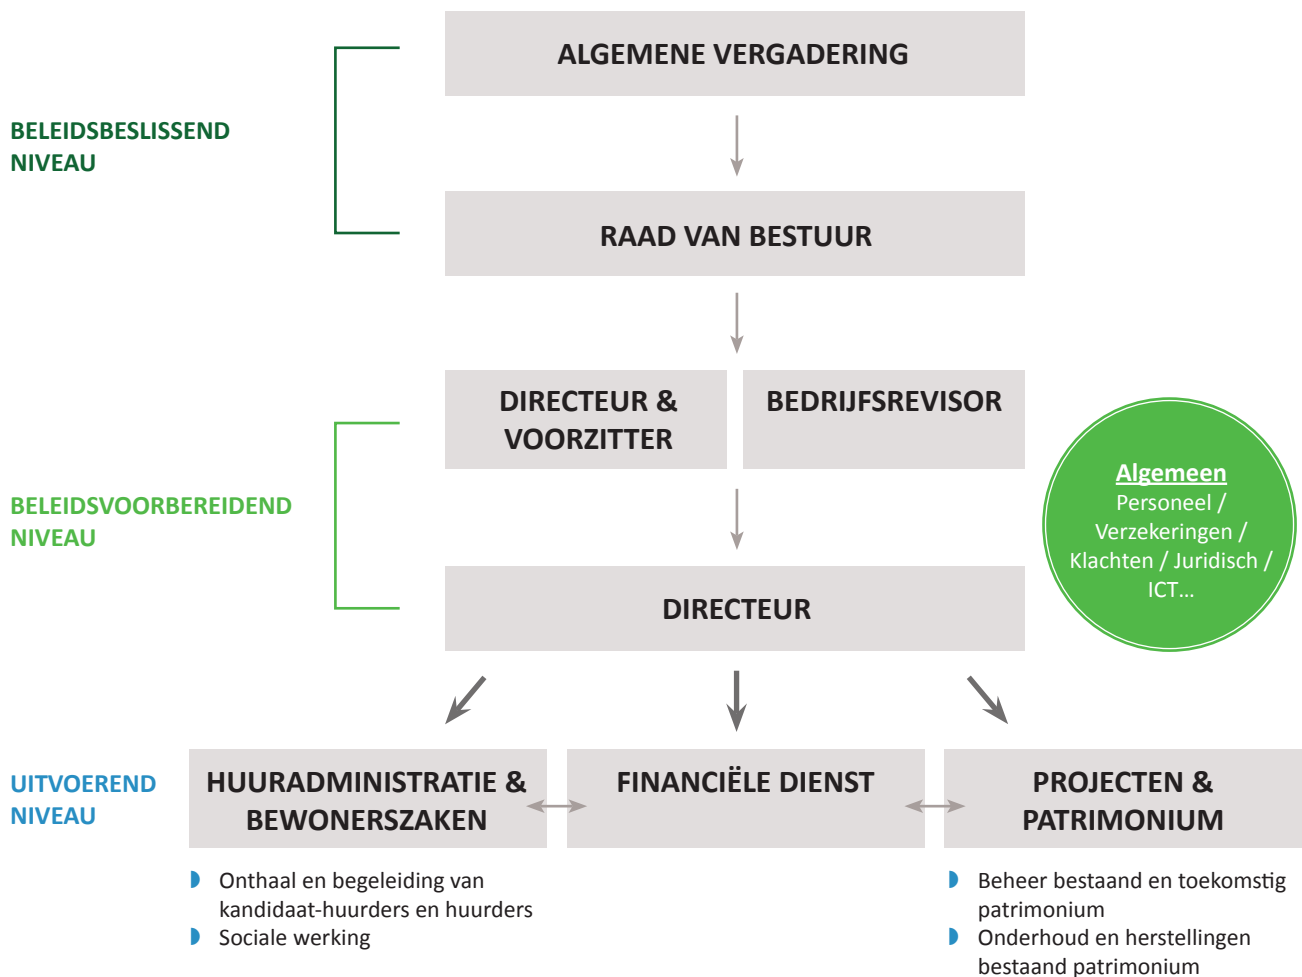 ALGEMENE VERGADERING
BELEIDSBESLISSEND
NIVEAU
RAAD VAN BESTUUR
DIRECTEUR &
VOORZITTER
BEDRIJFSREVISOR
Algemeen
Personeel /
Verzekeringen /
Klachten / Juridisch /
ICT...
BELEIDSVOORBEREIDEND
NIVEAU
DIRECTEUR
UITVOEREND
NIVEAU
HUURADMINISTRATIE &
BEWONERSZAKEN
FINANCIËLE DIENST
PROJECTEN &
PATRIMONIUM
Onthaal en begeleiding van
kandidaat-huurders en huurders
Sociale werking
Beheer bestaand en toekomstig
patrimonium
Onderhoud en herstellingen
bestaand patrimonium